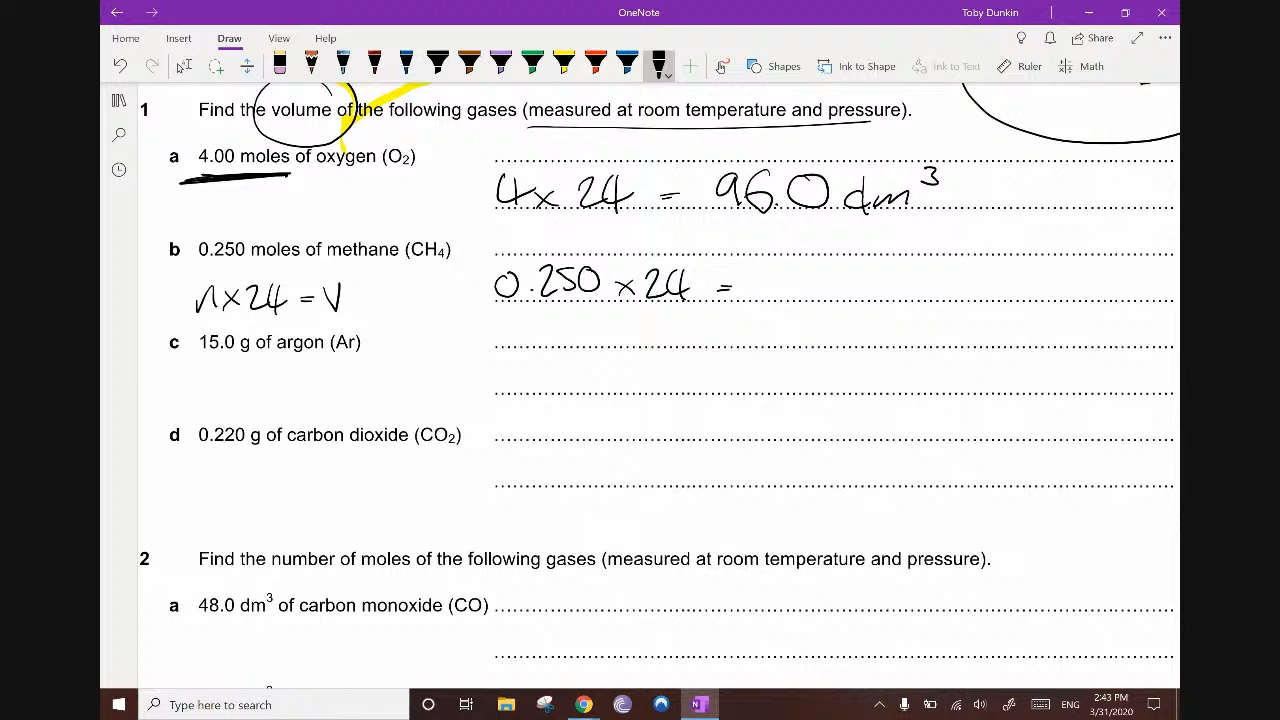 OneNote
Toby Dunkin
Home Insert Draw View Help
Share
Shapes Ink to Shape Ink to Text Ruler Math
1 Find the volume of the following gases (measured at room temperature and pressure).
a 4.00 moles of oxygen (O₂)
4 x 24 = 96.0 dm³
b 0.250 moles of methane (CH₄)
n x 24 = V
0.250 x 24 =
c 15.0 g of argon (Ar)
d 0.220 g of carbon dioxide (CO₂)
2 Find the number of moles of the following gases (measured at room temperature and pressure).
a 48.0 dm³ of carbon monoxide (CO)
Type here to search
ENG
2:43 PM
3/31/2020